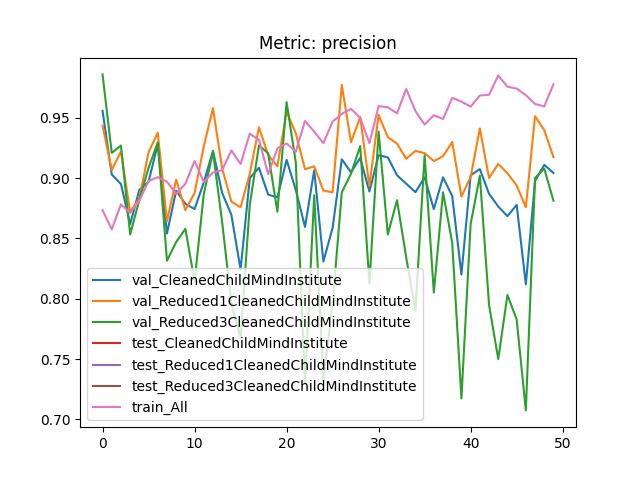 Metric: precision
0.95
0.90
0.85
0.80
0.75
0.70
val_CleanedChildMindInstitute
val_Reduced1CleanedChildMindInstitute
val_Reduced3CleanedChildMindInstitute
test_CleanedChildMindInstitute
test_Reduced1CleanedChildMindInstitute
test_Reduced3CleanedChildMindInstitute
train_All
0 10 20 30 40 50